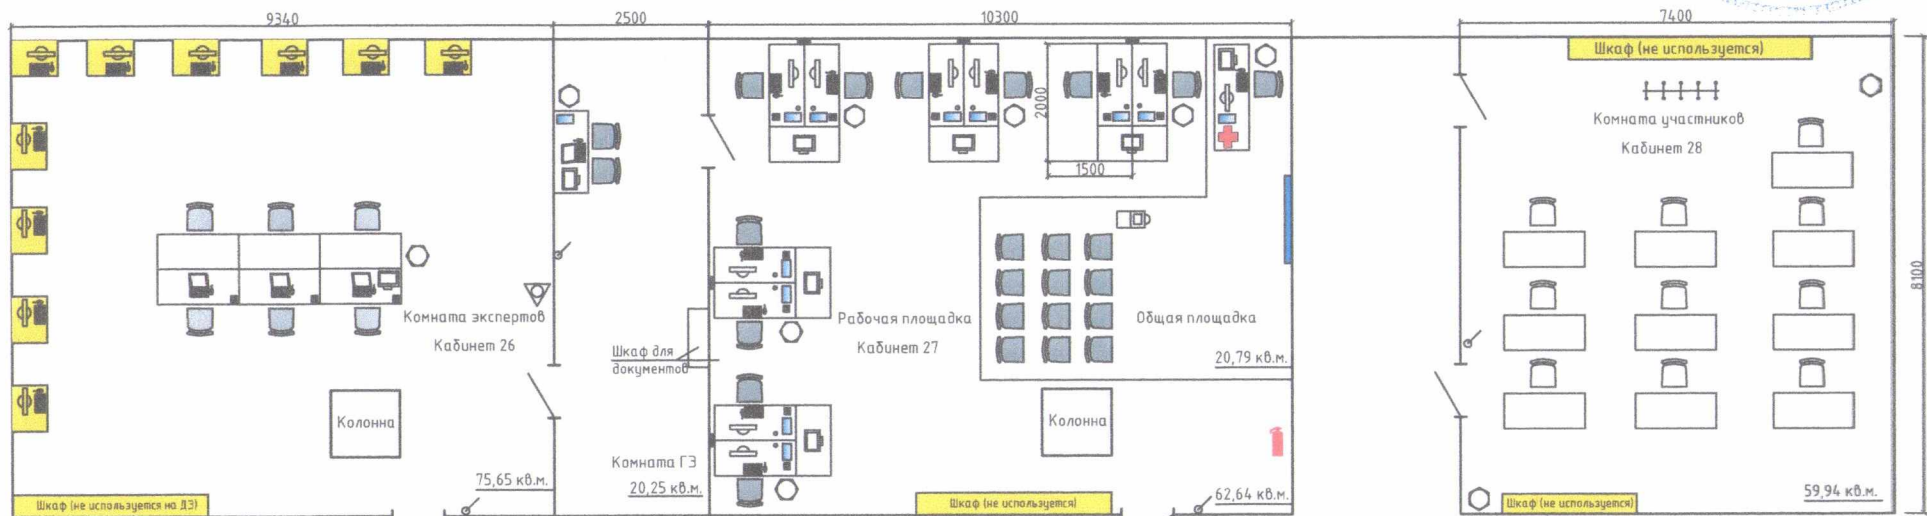 9340
2500
10300
7400
Шкаф (не используется)
Комната участников
Кабинет 28
2000
1500
8100
Комната экспертов
Кабинет 26
Шкаф для
документов
Рабочая площадка
Кабинет 27
Общая площадка
20,79 кв.м.
Колонна
Колонна
Комната ГЭ
75,65 кв.м.
20,25 кв.м.
62,64 кв.м.
59,94 кв.м.
Шкаф (не используется на ДЭ)
Шкаф (не используется)
Шкаф (не используется)